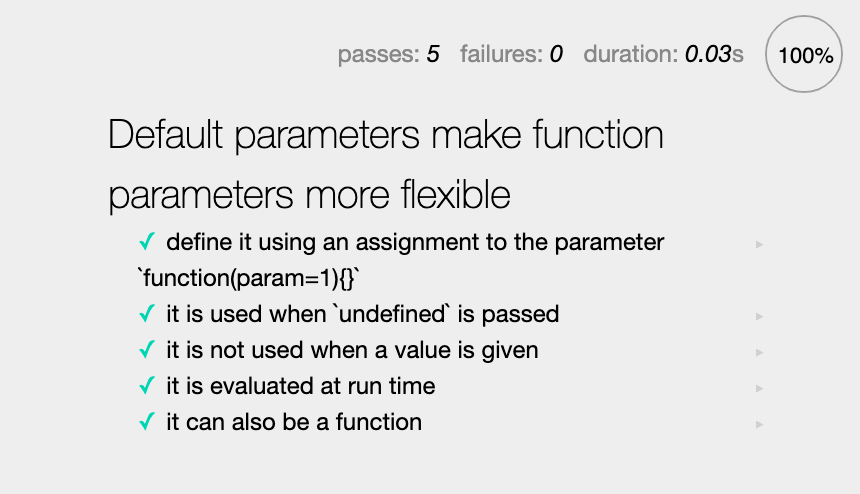 passes: 5 failures: 0 duration: 0.03s 100%
Default parameters make function
parameters more flexible
✓ define it using an assignment to the parameter
`function(param=1){}`
✓ it is used when `undefined` is passed
✓ it is not used when a value is given
✓ it is evaluated at run time
✓ it can also be a function